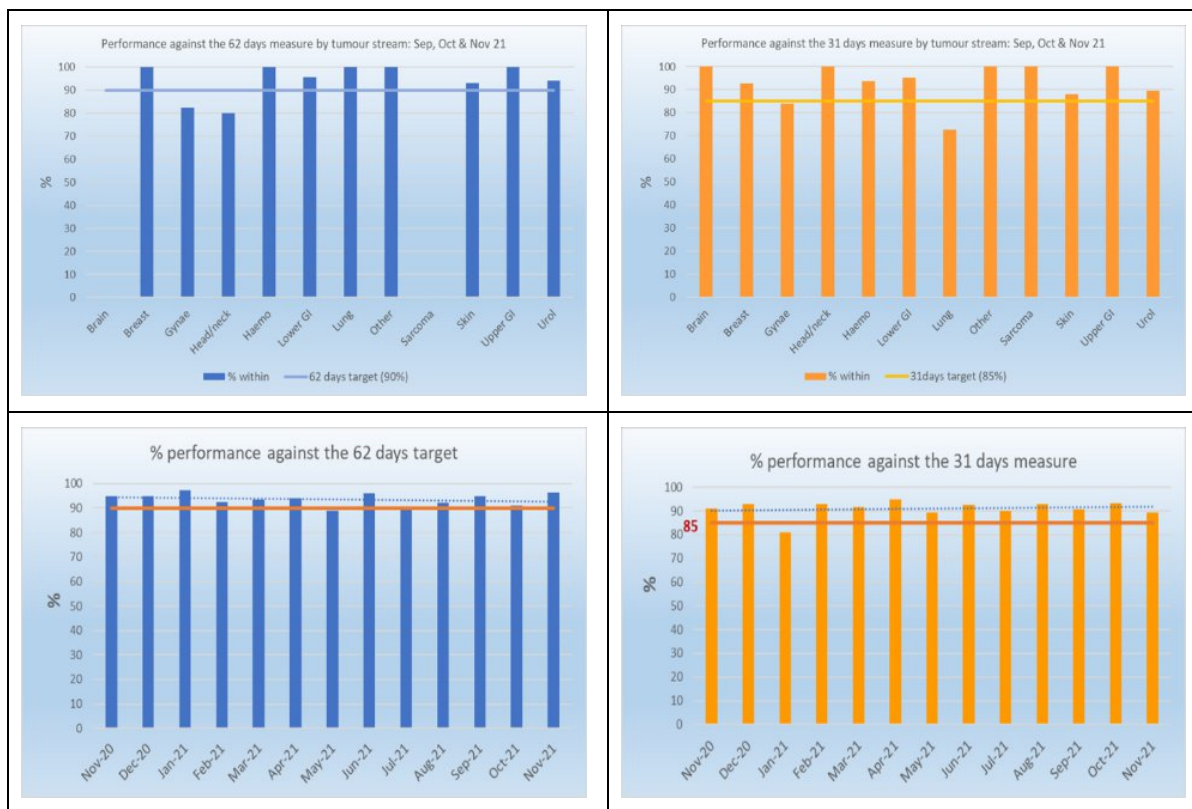 Performance against the 62 days measure by tumour stream: Sep, Oct & Nov 21
100
90
80
70
60
50
40
30
20
10
0
%
Brain
Breast
Gynae
Head/neck
Haemo
Lower GI
Lung
Other
Sarcoma
Skin
Upper GI
Urol
% within
62 days target (90%)
Performance against the 31 days measure by tumour stream: Sep, Oct & Nov 21
100
90
80
70
60
50
40
30
20
10
0
%
Brain
Breast
Gynae
Head/neck
Haemo
Lower GI
Lung
Other
Sarcoma
Skin
Upper GI
Urol
% within
31days target (85%)
% performance against the 62 days target
100
90
80
70
60
50
40
30
20
10
0
%
Nov-20
Dec-20
Jan-21
Feb-21
Mar-21
Apr-21
May-21
Jun-21
Jul-21
Aug-21
Sep-21
Oct-21
Nov-21
% performance against the 31 days measure
100
90
85
80
70
60
50
40
30
20
10
0
%
Nov-20
Dec-20
Jan-21
Feb-21
Mar-21
Apr-21
May-21
Jun-21
Jul-21
Aug-21
Sep-21
Oct-21
Nov-21